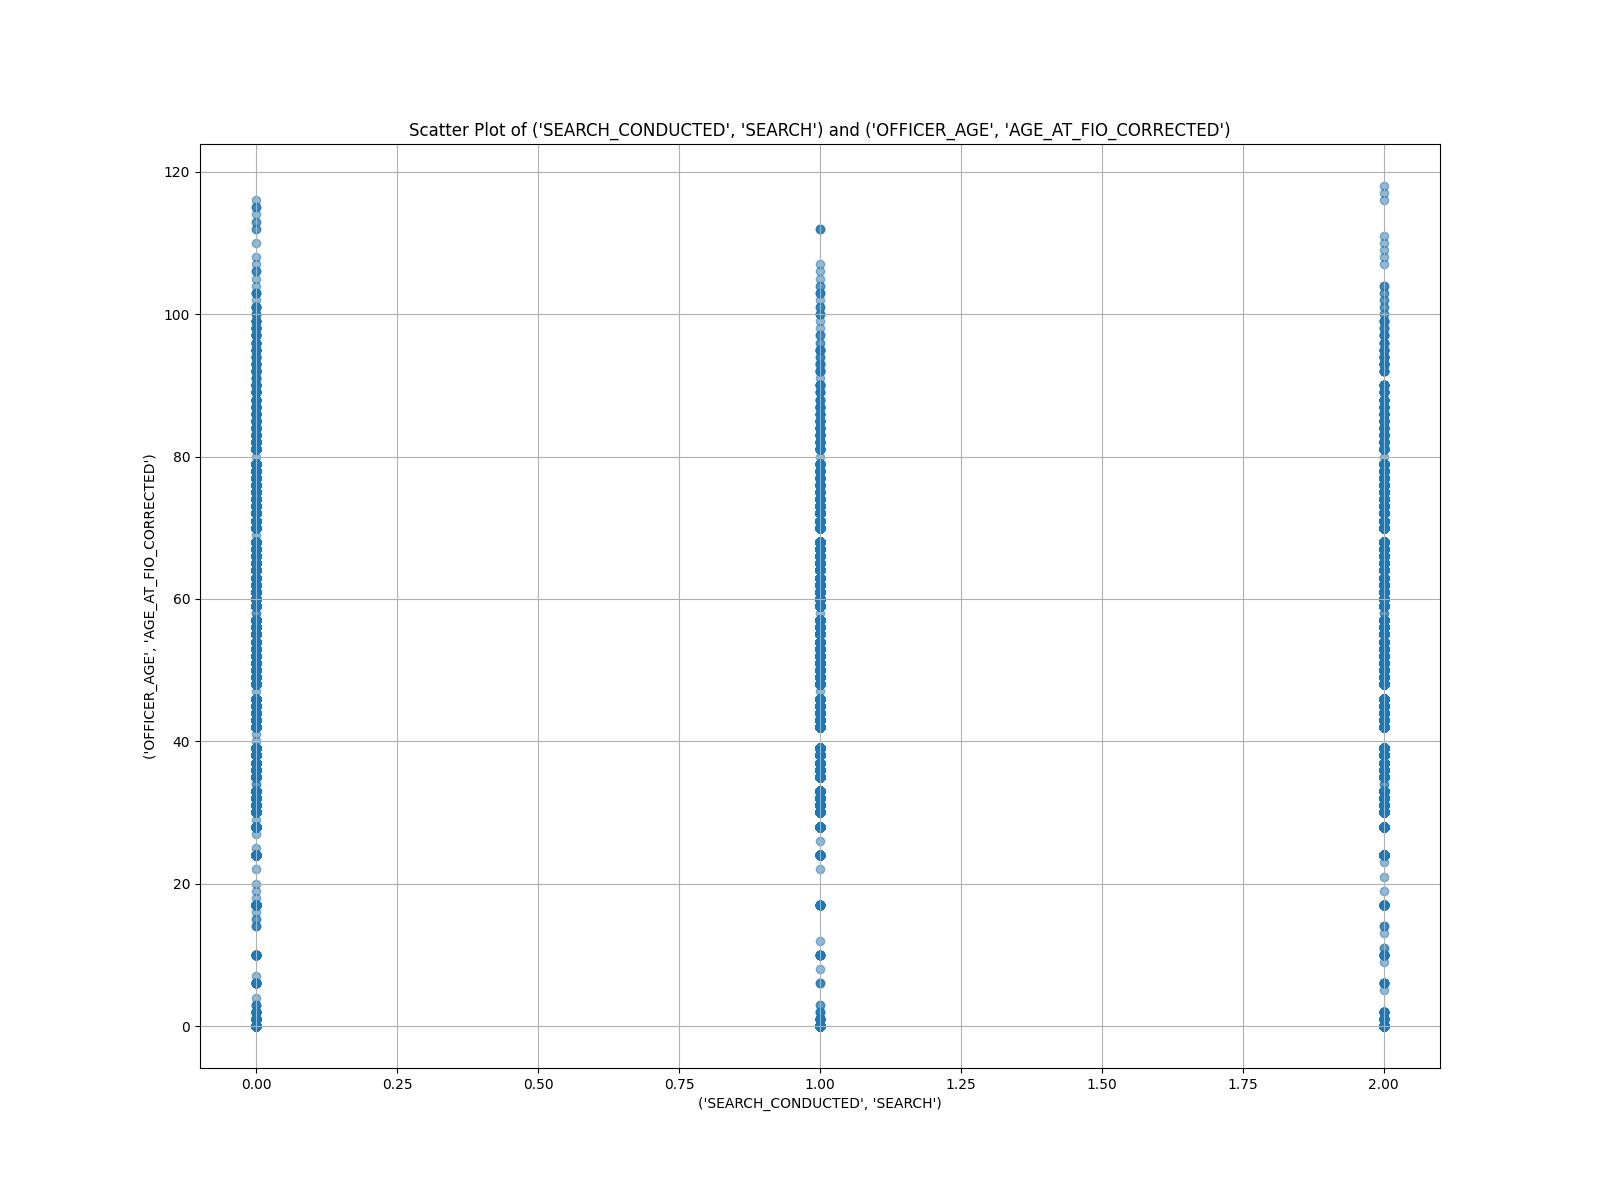 Scatter Plot of ('SEARCH_CONDUCTED', 'SEARCH') and ('OFFICER_AGE', 'AGE_AT_FIO_CORRECTED')
120
100
80
60
40
20
0
('OFFICER_AGE', 'AGE_AT_FIO_CORRECTED')
0.00 0.25 0.50 0.75 1.00 1.25 1.50 1.75 2.00
('SEARCH_CONDUCTED', 'SEARCH')